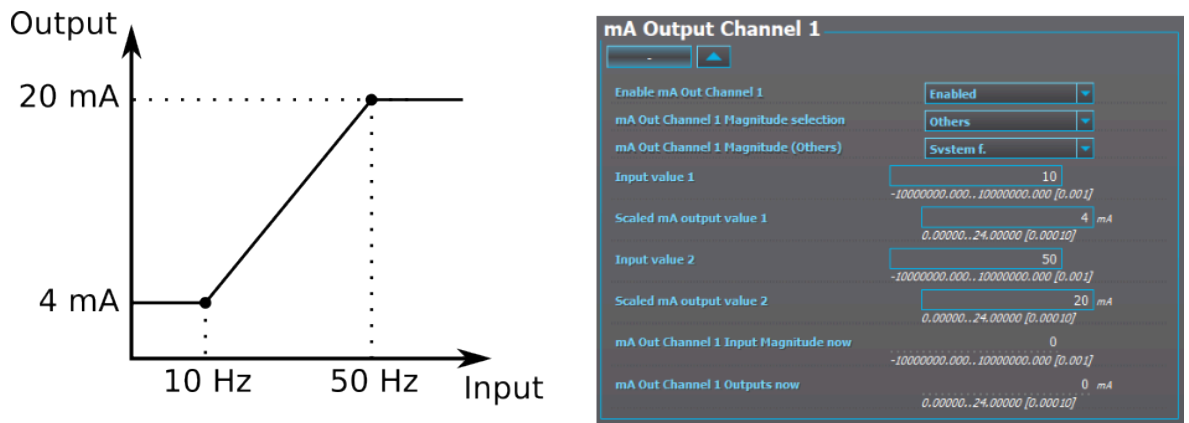 Output
20 mA
4 mA
10 Hz
50 Hz
Input
mA Output Channel 1
-
Enable mA Out Channel 1
Enabled
mA Out Channel 1 Magnitude selection
Others
mA Out Channel 1 Magnitude (Others)
System f.
Input value 1
10
-10000000.000..10000000.000 [0.001]
Scaled mA output value 1
4 mA
0.00000..24.00000 [0.00010]
Input value 2
50
-10000000.000..10000000.000 [0.001]
Scaled mA output value 2
20 mA
0.00000..24.00000 [0.00010]
mA Out Channel 1 Input Magnitude now
0
-10000000.000..10000000.000 [0.001]
mA Out Channel 1 Outputs now
0 mA
0.00000..24.00000 [0.00010]